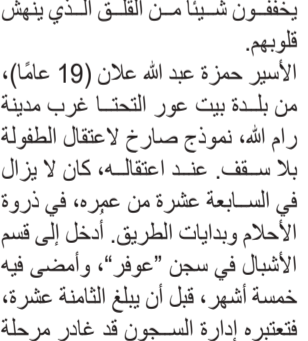 يخففون شيئًا من القلق الذي ينهش
قلوبهم.
الأسير حمزة عبد الله علان (19 عامًا)،
من بلدة بيت عور التحتا غرب مدينة
رام الله، نموذج صارخ لاعتقال الطفولة
بلا سقف. عند اعتقاله، كان لا يزال
في السابعة عشرة من عمره، في ذروة
الأحلام وبدايات الطريق. أُدخل إلى قسم
الأشبال في سجن ”عوفر“، وأمضى فيه
خمسة أشهر، قبل أن يبلغ الثامنة عشرة،
فتعتبره إدارة السجون قد غادر مرحلة